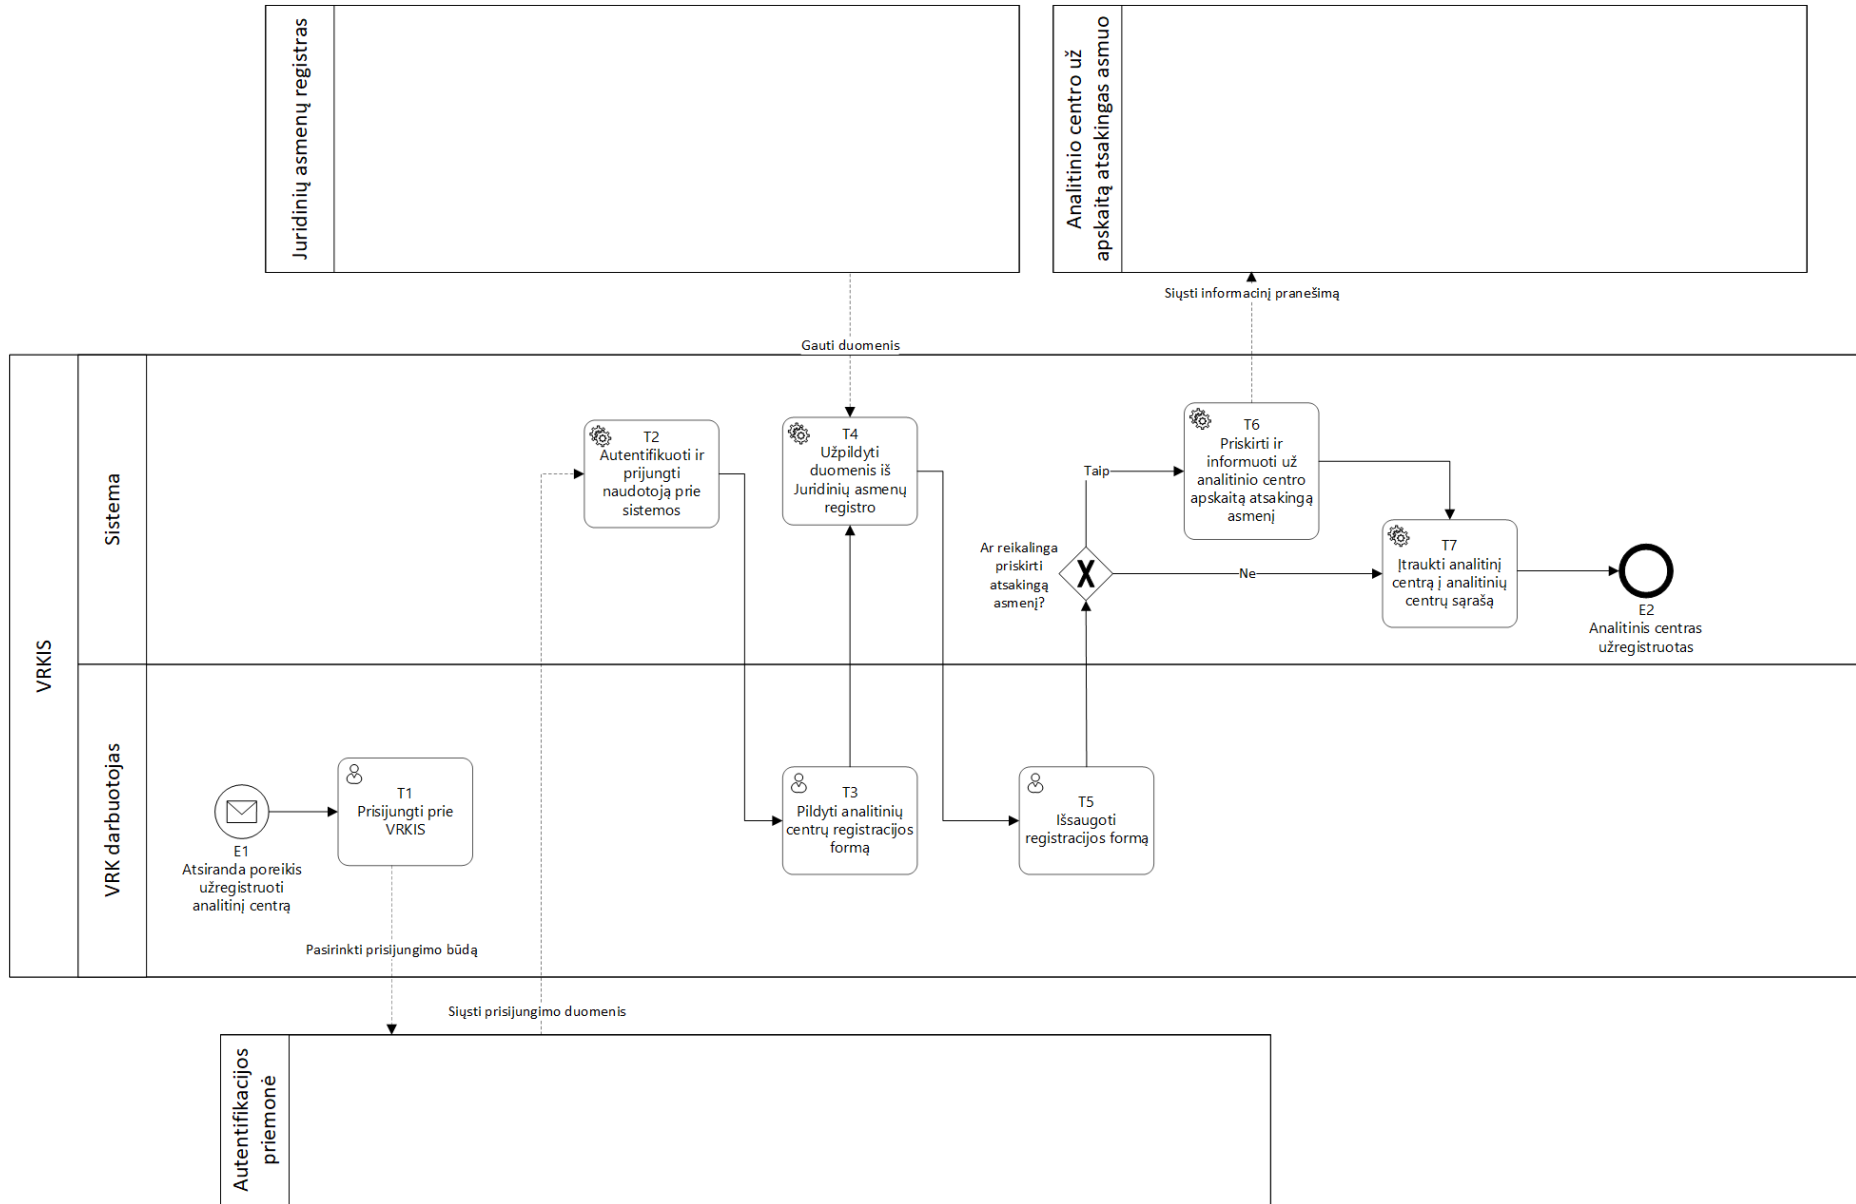 Juridinių asmenų registras
Analitinio centro už
apskaitą atsakingas asmuo
Siųsti informacinį pranešimą
Gauti duomenis
VRKIS
Sistema
T2
Autentifikuoti ir
prijungti
naudotoją prie
sistemos
T4
Užpildyti
duomenis iš
Juridinių asmenų
registro
Ar reikalinga
priskirti
atsakingą
asmenį?
Taip
Ne
T6
Priskirti ir
informuoti už
analitinio centro
apskaitą atsakingą
asmenį
T7
Įtraukti analitinį
centrą į analitinių
centrų sąrašą
E2
Analitinis centras
užregistruotas
VRK darbuotojas
E1
Atsiranda poreikis
užregistruoti
analitinį centrą
T1
Prisijungti prie
VRKIS
T3
Pildyti analitinių
centrų registracijos
formą
T5
Išsaugoti
registracijos formą
Pasirinkti prisijungimo būdą
Siųsti prisijungimo duomenis
Autentifikacijos
priemonė